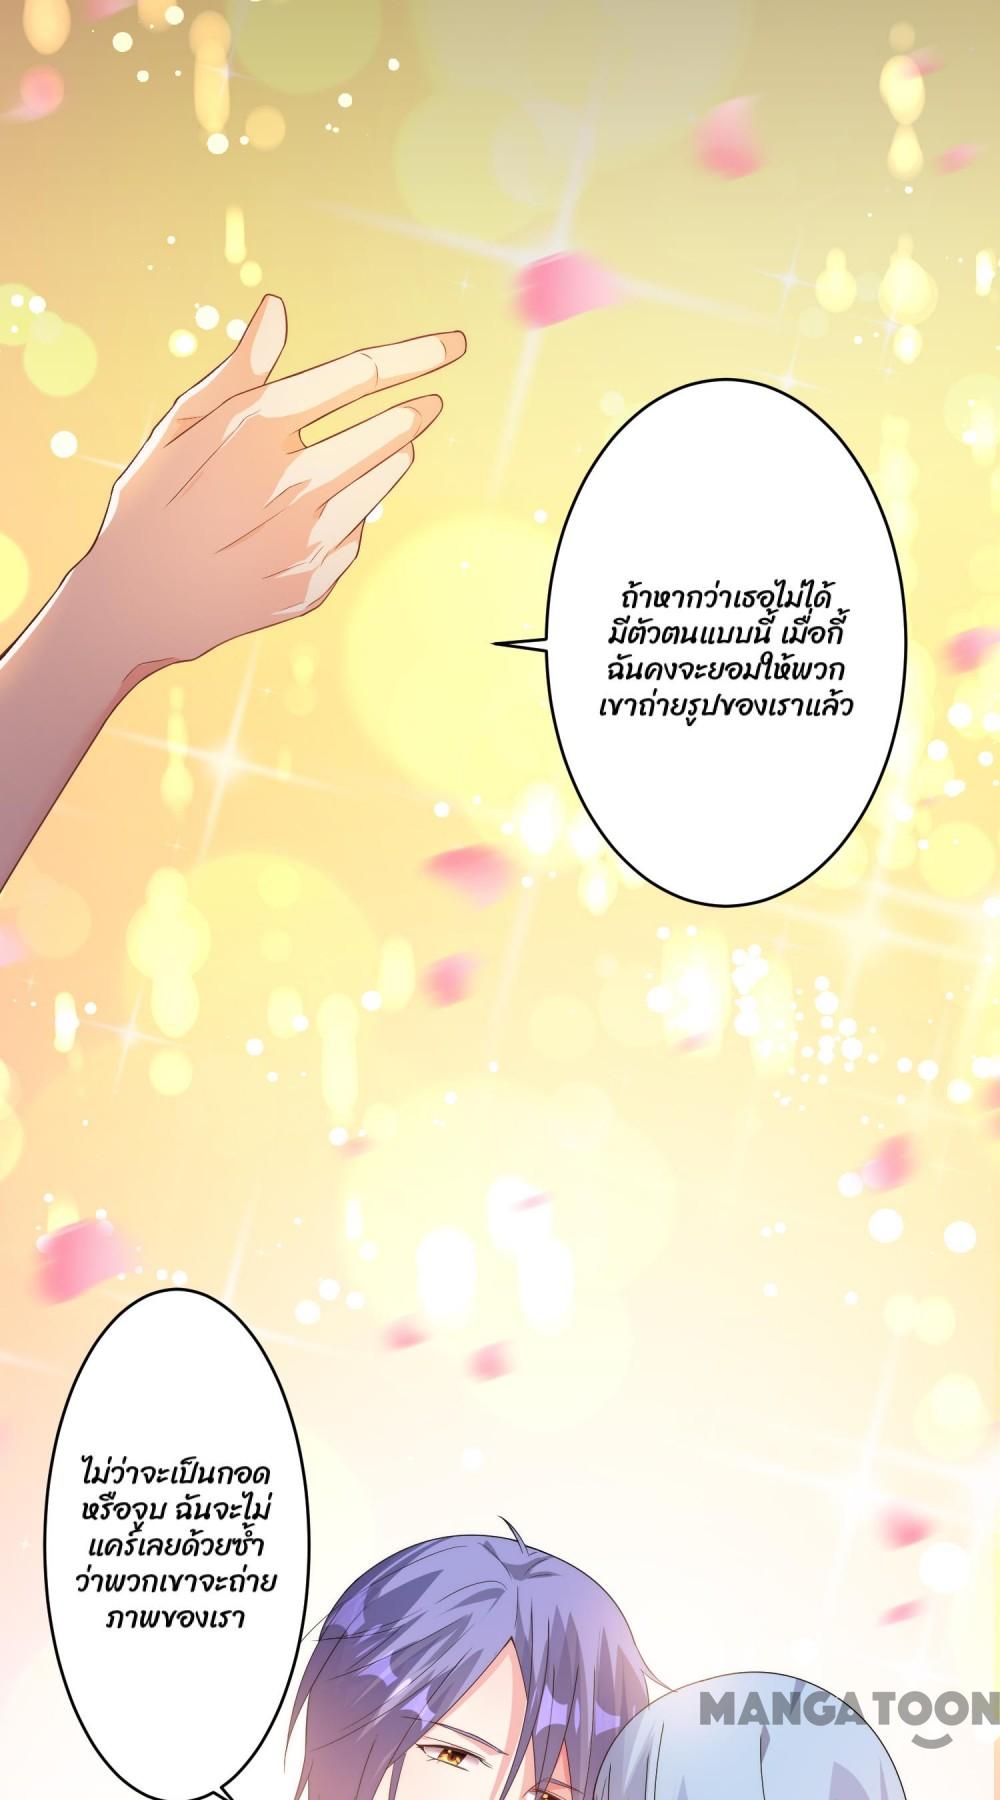 ถ้าหากว่าเธอไม่ได้
มีตัวตนแบบนี้ เมื่อกี้
ฉันคงจะยอมให้พวก
เขาถ่ายรูปของเราแล้ว
ไม่ว่าจะเป็นกอด
หรือจูบ ฉันจะไม่
แคร์เลยด้วยซ้ำ
ว่าพวกเขาจะถ่าย
ภาพของเรา
MANGATOON